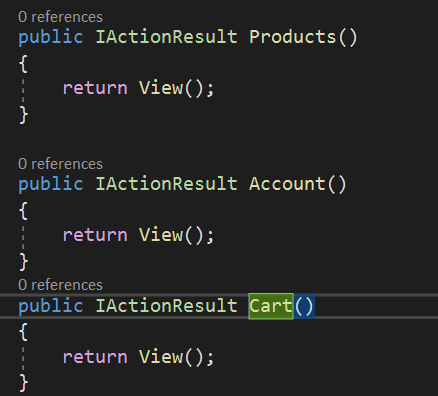 0 references
public IActionResult Products()
{
return View();
}
0 references
public IActionResult Account()
{
return View();
}
0 references
public IActionResult Cart()
{
return View();
}